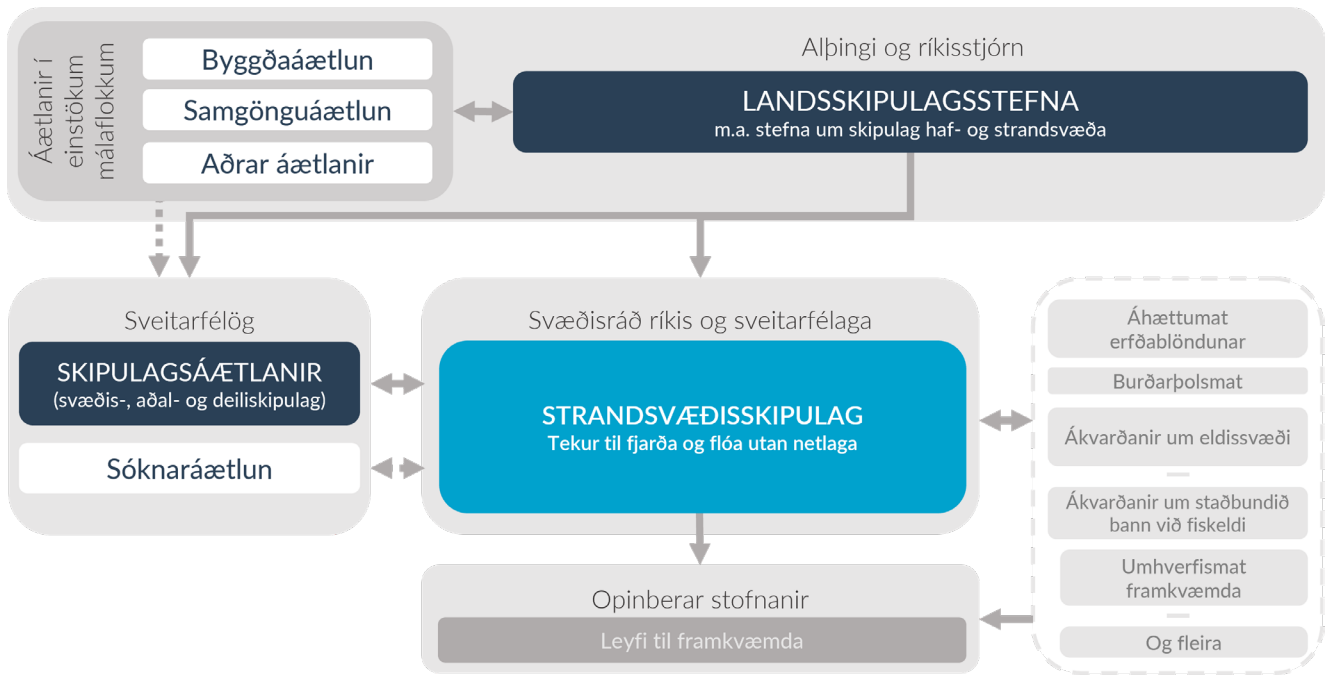 Áætlanir í
einstökum
málaflokkum
Byggðaáætlun
Samgönguáætlun
Aðrar áætlanir
Alþingi og ríkisstjórn
LANDSSKIPULAGSSTEFNA
m.a. stefna um skipulag haf- og strandsvæða
Sveitarfélög
SKIPULAGSÁÆTLANIR
(svæðis-, aðal- og deiliskipulag)
Sóknaráætlun
Svæðisráð ríkis og sveitarfélaga
STRANDSVÆÐISSKIPULAG
Tekur til fjarða og flóa utan netlaga
Opinberar stofnanir
Leyfi til framkvæmda
Áhættumat
erfðablöndunar
Burðarþolsmat
Ákvarðanir um eldissvæði
Ákvarðanir um staðbundið
bann við fiskeldi
Umhverfismat
framkvæmda
Og fleira